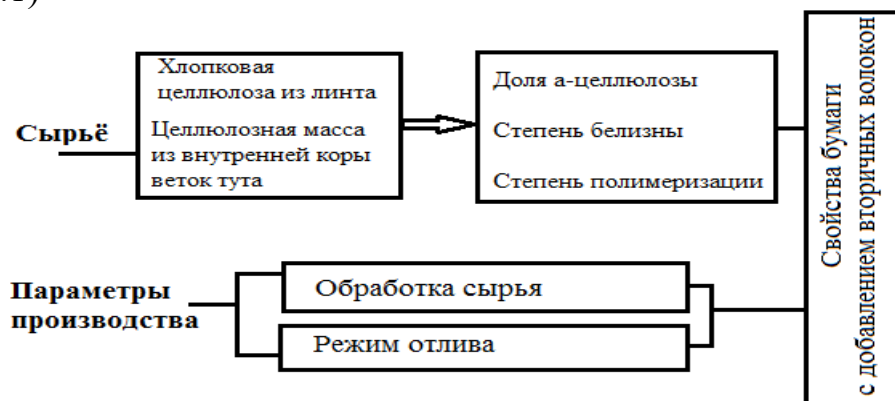 Хлопковая
целлюлоза из линта
Целлюлозная масса
из внутренней коры
веток тута
Сырьё
Доля а-целлюлозы
Степень белизны
Степень полимеризации
Свойства бумаги
с добавлением вторичных волокон
Параметры
производства
Обработка сырья
Режим отлива